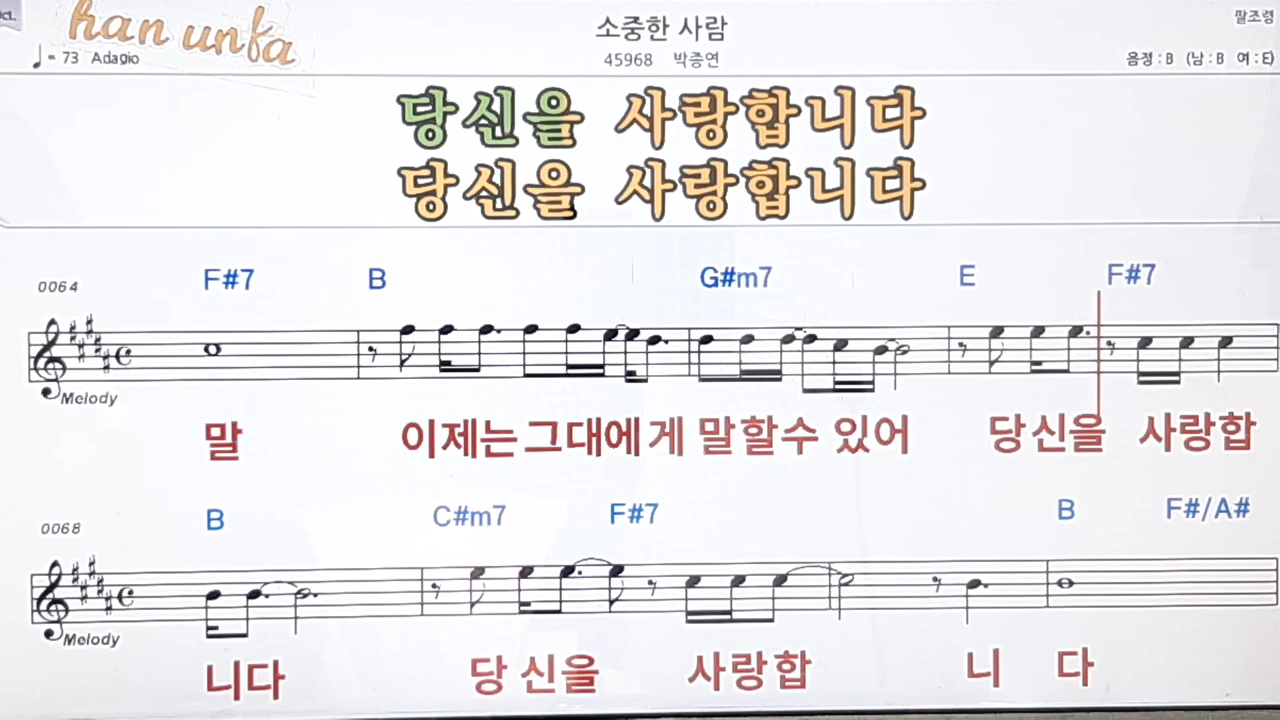 ct.
han unfa
소중한 사람
팔조령
♩= 73 Adagio
45968 박종연
음정 : B (남 : B 여 : E)
당신을 사랑합니다
당신을 사랑합니다
0064
F#7 B G#m7 E F#7
Melody
말 이제는그대에게 말할수 있어 당신을 사랑합
0068
B C#m7 F#7 B F#/A#
Melody
니다 당신을 사랑합 니 다